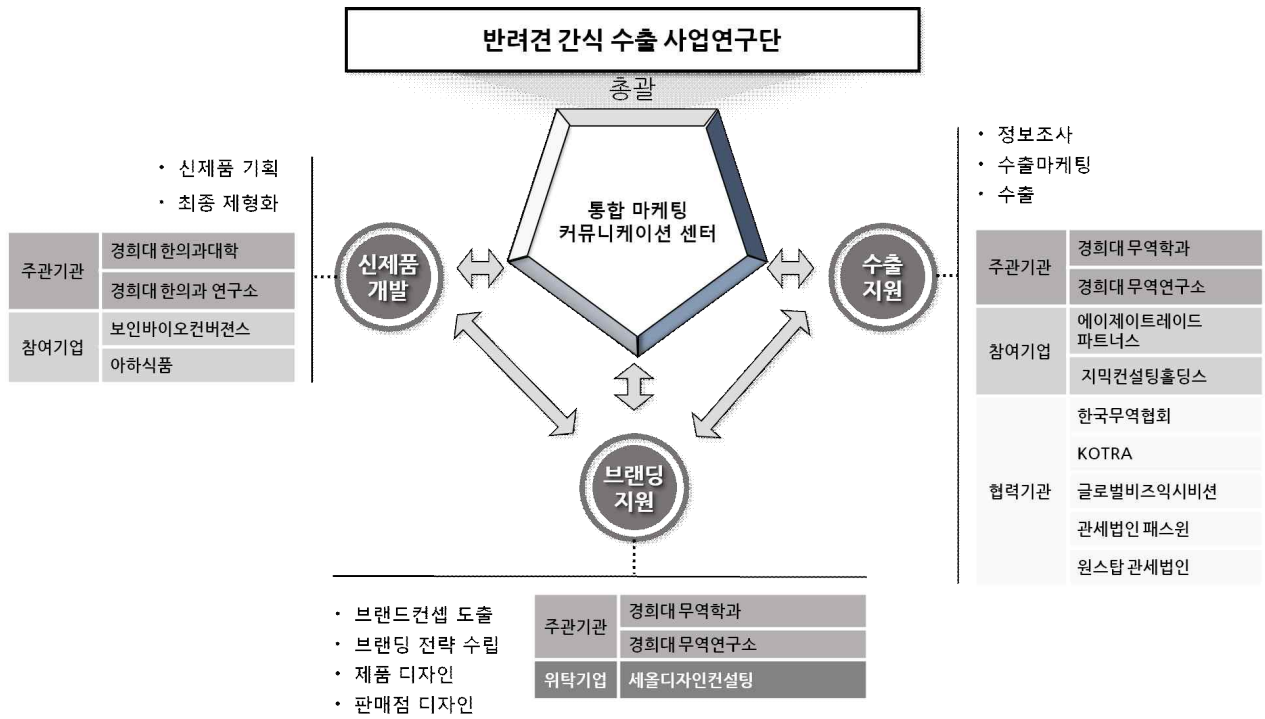 반려견 간식 수출 사업연구단
총괄
통합 마케팅
커뮤니케이션 센터
• 신제품 기획
• 최종 제형화
주관기관
경희대 한의과대학
경희대 한의과 연구소
참여기업
보인바이오컨버젼스
아하식품
신제품
개발
수출
지원
• 정보조사
• 수출마케팅
• 수출
주관기관
경희대 무역학과
경희대 무역연구소
참여기업
에이제이트레이드
파트너스
지믹컨설팅홀딩스
협력기관
한국무역협회
KOTRA
글로벌비즈익시비션
관세법인 패스윈
원스탑 관세법인
브랜딩
지원
• 브랜드컨셉 도출
• 브랜딩 전략 수립
• 제품 디자인
• 판매점 디자인
주관기관
경희대 무역학과
경희대 무역연구소
위탁기업
세올디자인컨설팅